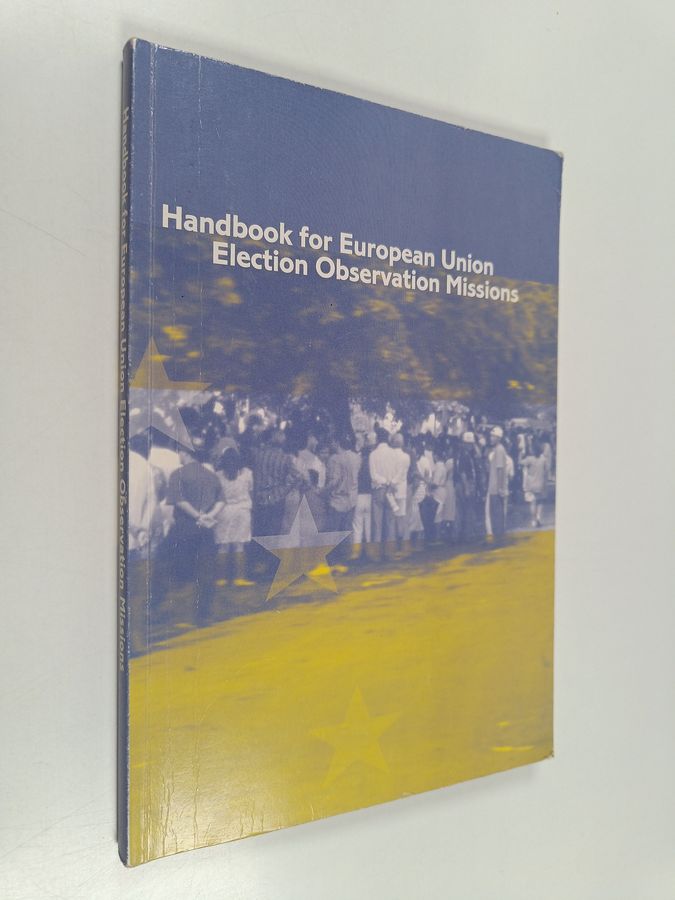 Handbook for European Union
Election Observation Missions
Handbook for European Union Election Observation Missions